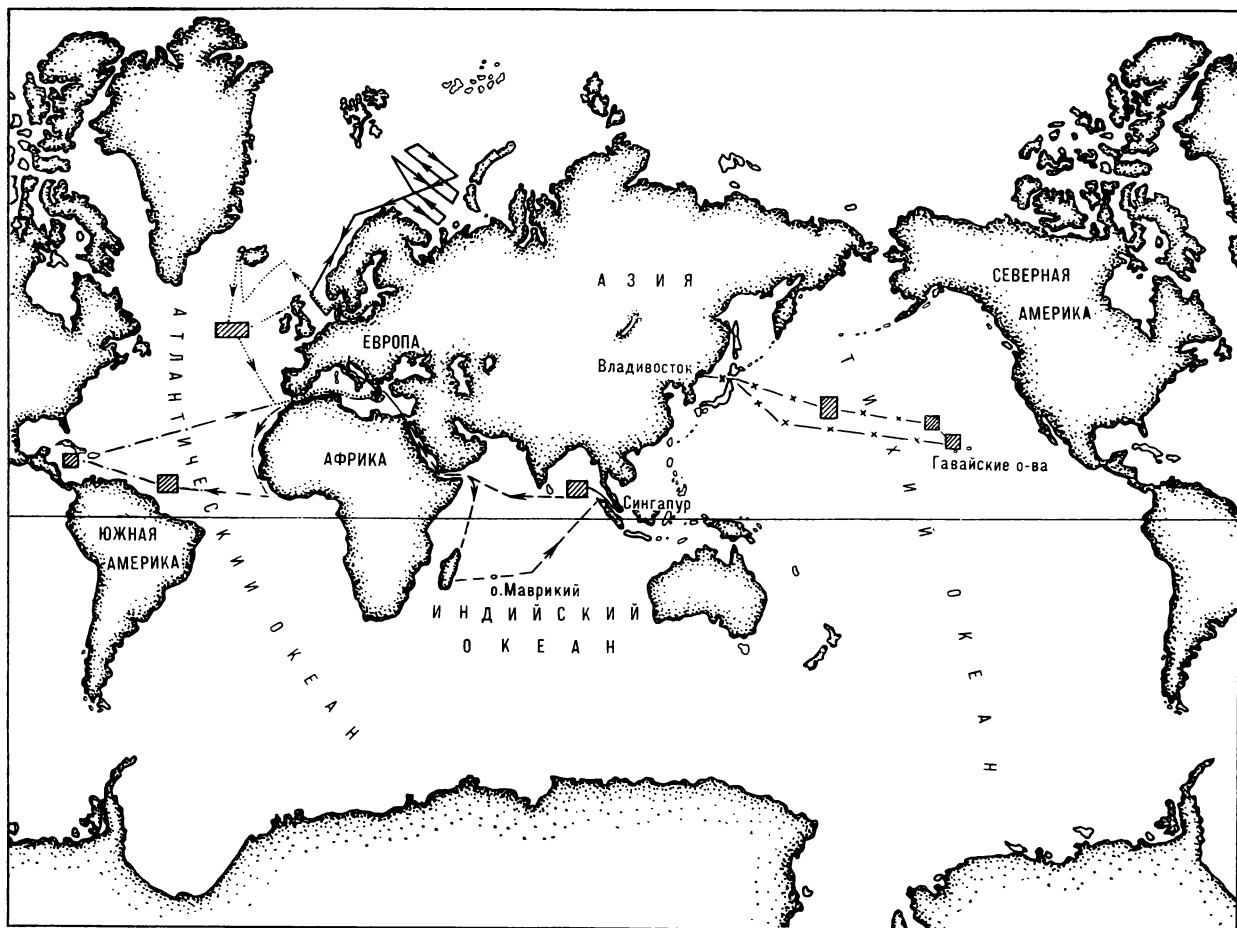 АЗИЯ
СЕВЕРНАЯ
АМЕРИКА
ЕВРОПА
Владивосток
АТЛАНТИЧЕСКИЙ ОКЕАН
ТИХИЙ ОКЕАН
АФРИКА
Гавайские о-ва
Сингапур
ЮЖНАЯ
АМЕРИКА
о.Маврикий
ИНДИЙСКИЙ
ОКЕАН